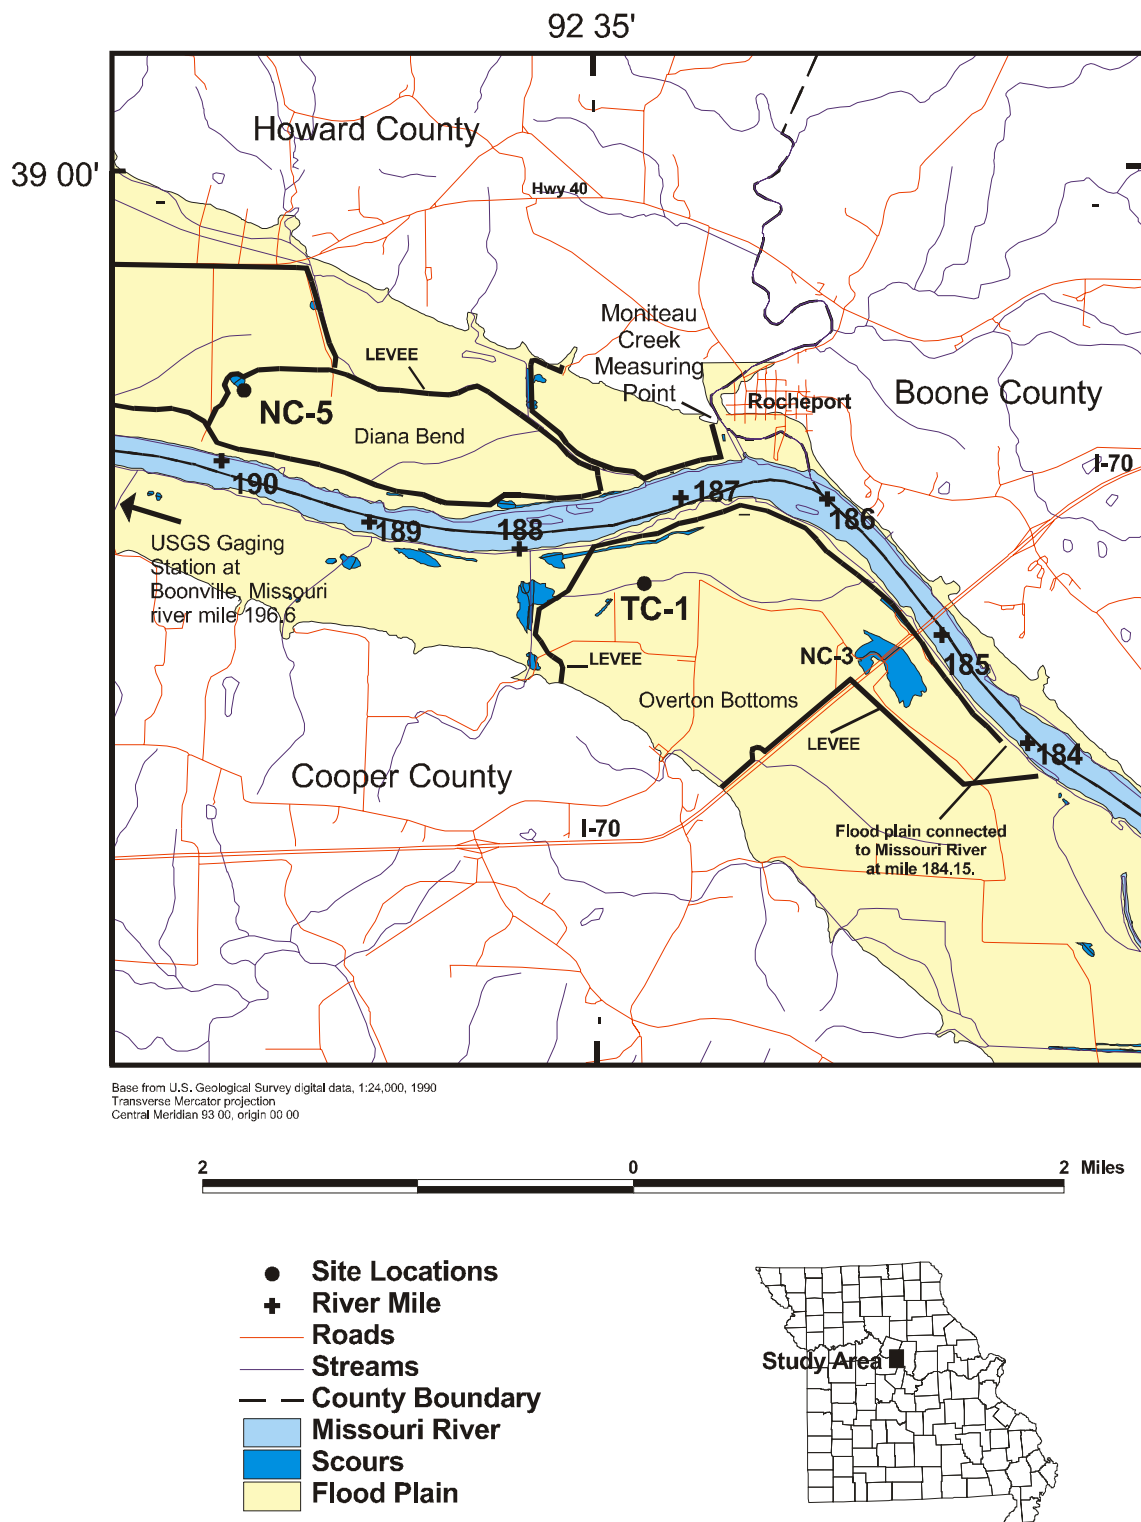 92 35'
Howard County
39 00'
Hwy 40
Moniteau
Creek
Measuring
Point
LEVEE
Boone County
Rocheport
NC-5
Diana Bend
I-70
190
189
188
187
186
USGS Gaging
Station at
Boonville, Missouri
river mile 196.6
TC-1
LEVEE
NC-3
185
Overton Bottoms
LEVEE
184
Cooper County
I-70
Flood plain connected
to Missouri River
at mile 184.15.
Base from U.S. Geological Survey digital data, 1:24,000, 1990
Transverse Mercator projection
Central Meridian 93 00, origin 00 00
2 0 2 Miles
Site Locations
River Mile
Roads
Streams
County Boundary
Missouri River
Scours
Flood Plain
Study Area